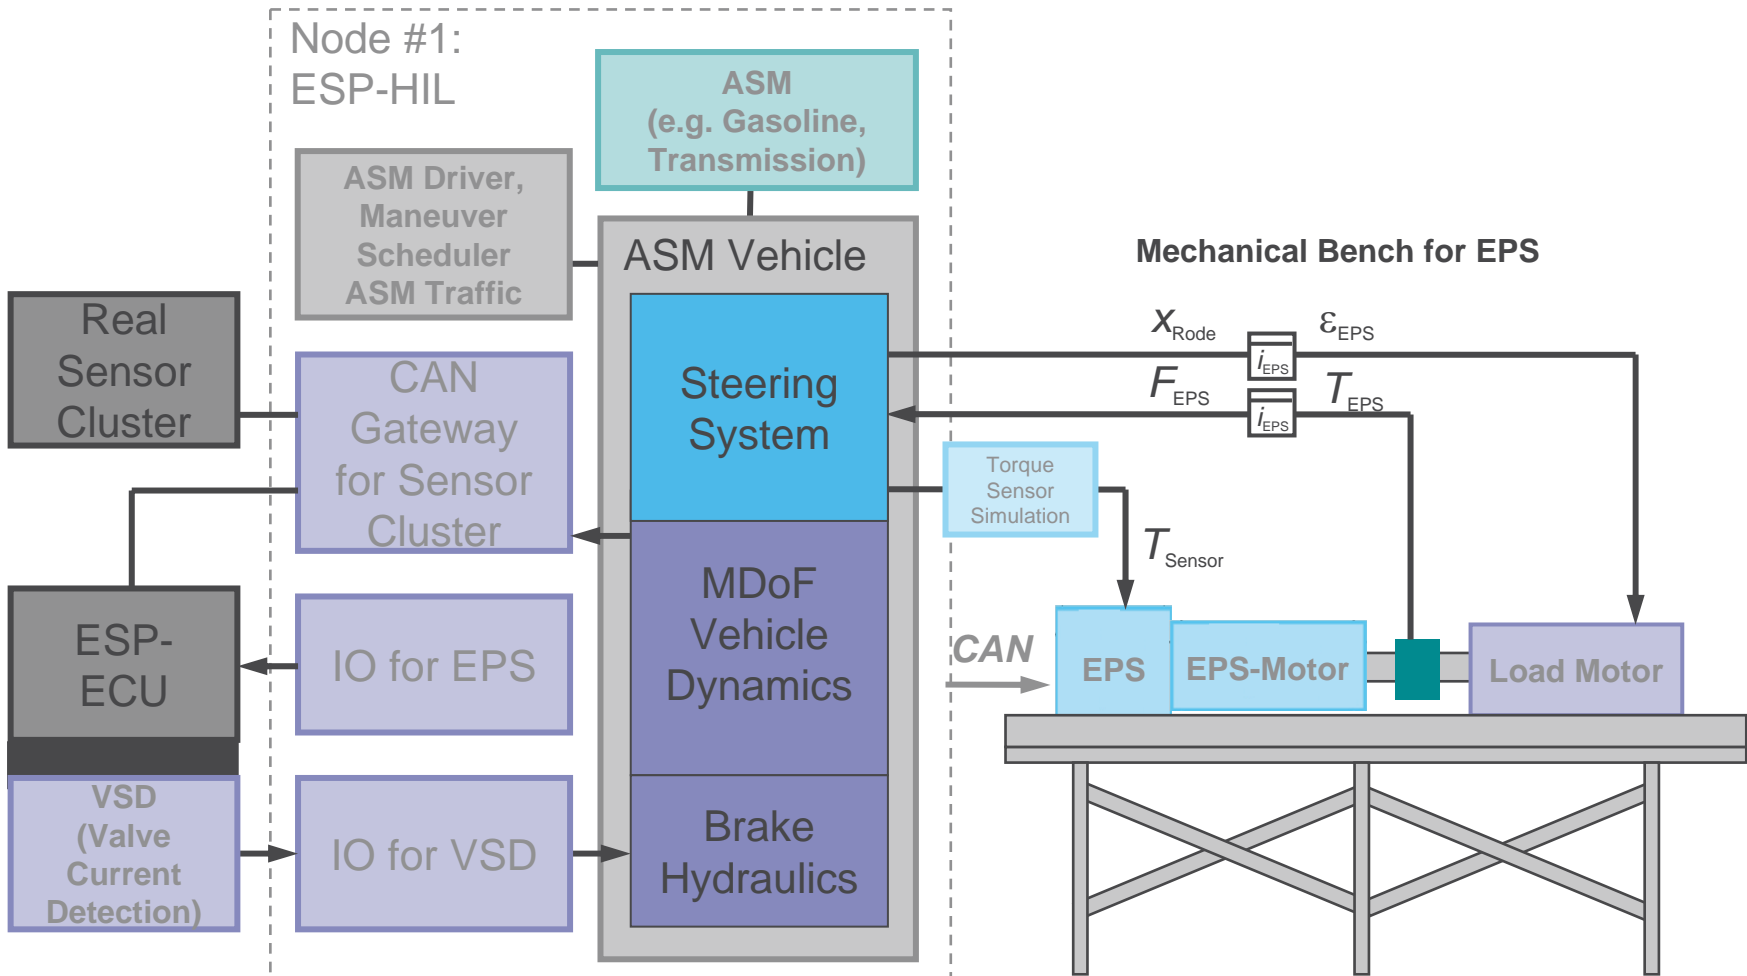 Node #1:
ESP-HIL
ASM
(e.g. Gasoline,
Transmission)
ASM Driver,
Maneuver
Scheduler
ASM Traffic
ASM Vehicle
Mechanical Bench for EPS
Real
Sensor
Cluster
CAN
Gateway
for Sensor
Cluster
Steering
System
x Rode
i EPS
ε EPS
F EPS
i EPS
T EPS
Torque
Sensor
Simulation
T Sensor
MDoF
Vehicle
Dynamics
ESP-
ECU
IO for EPS
CAN
EPS
EPS-Motor
Load Motor
VSD
(Valve
Current
Detection)
IO for VSD
Brake
Hydraulics